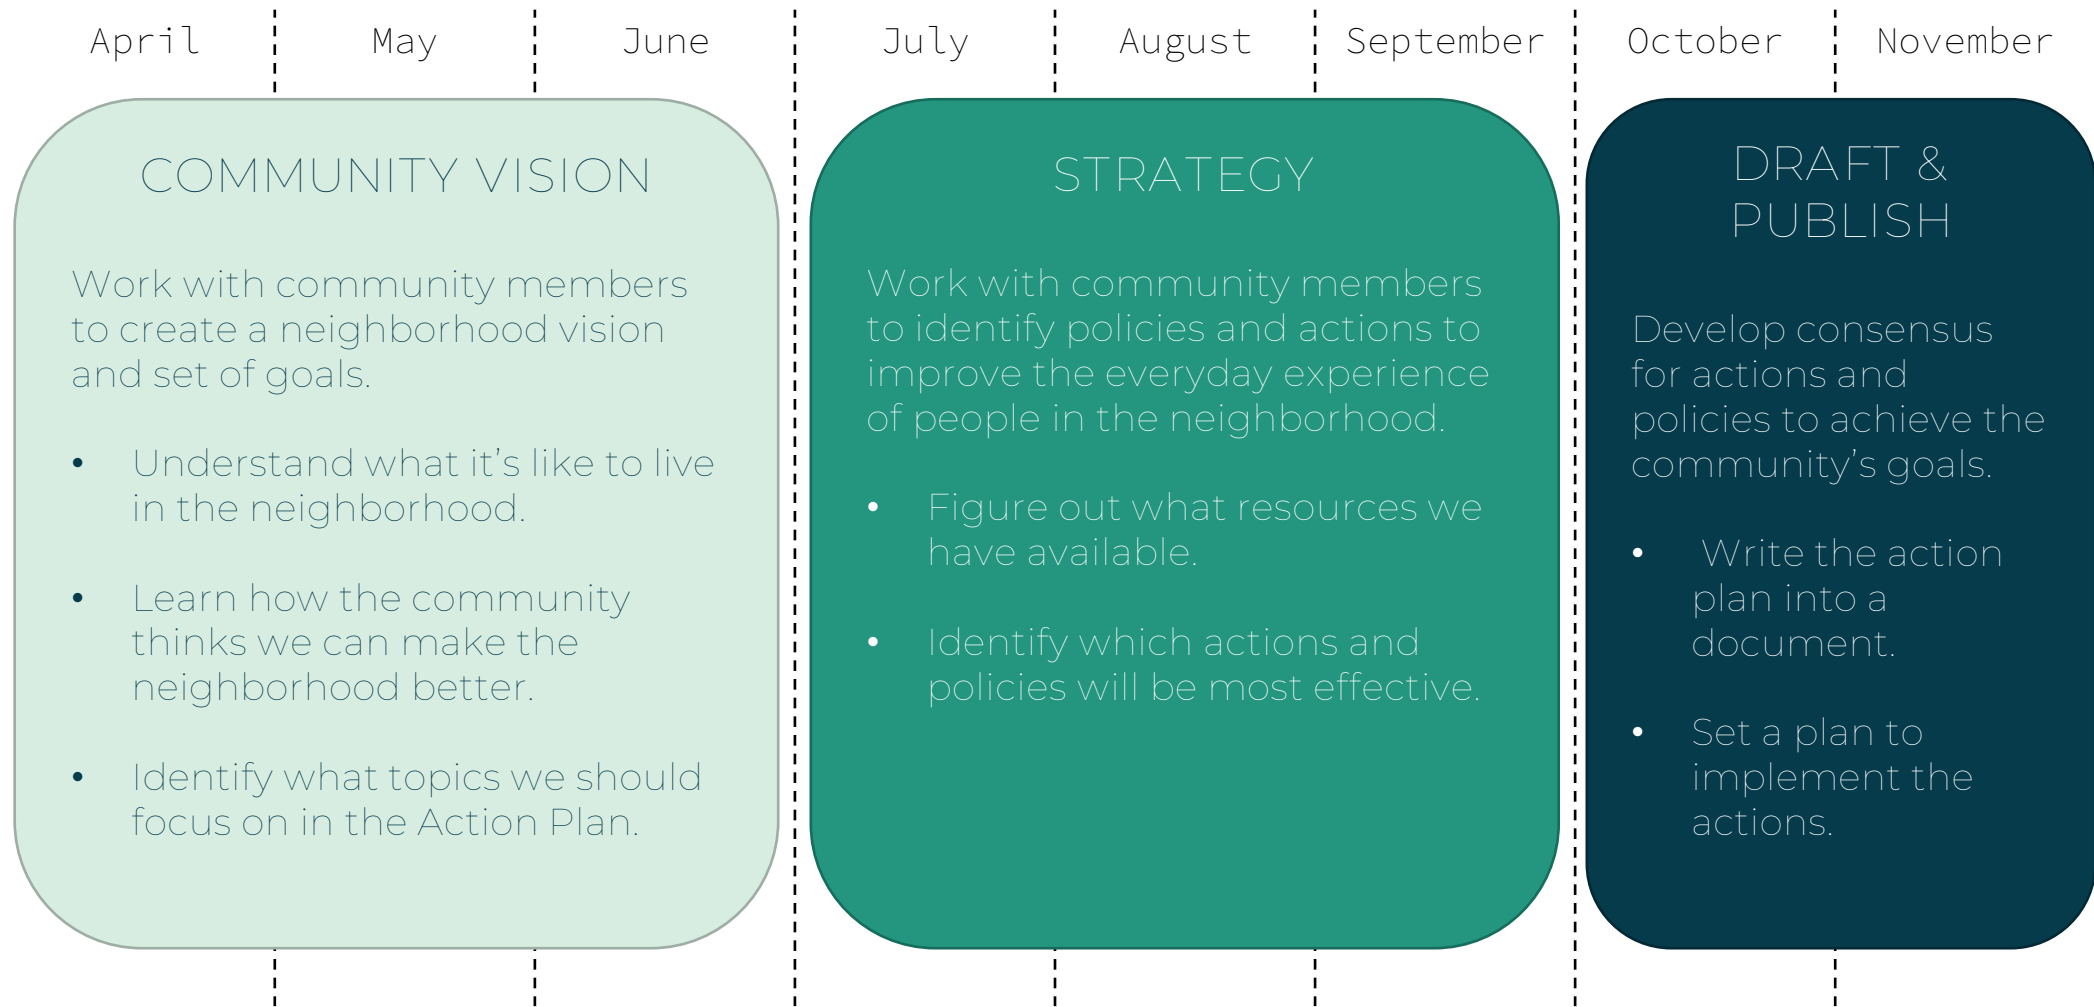 April May June July August September October November
COMMUNITY VISION
Work with community members
to create a neighborhood vision
and set of goals.
• Understand what it's like to live
in the neighborhood.
• Learn how the community
thinks we can make the
neighborhood better.
• Identify what topics we should
focus on in the Action Plan.
STRATEGY
Work with community members
to identify policies and actions to
improve the everyday experience
of people in the neighborhood.
• Figure out what resources we
have available.
• Identify which actions and
policies will be most effective.
DRAFT &
PUBLISH
Develop consensus
for actions and
policies to achieve the
community's goals.
• Write the action
plan into a
document.
• Set a plan to
implement the
actions.